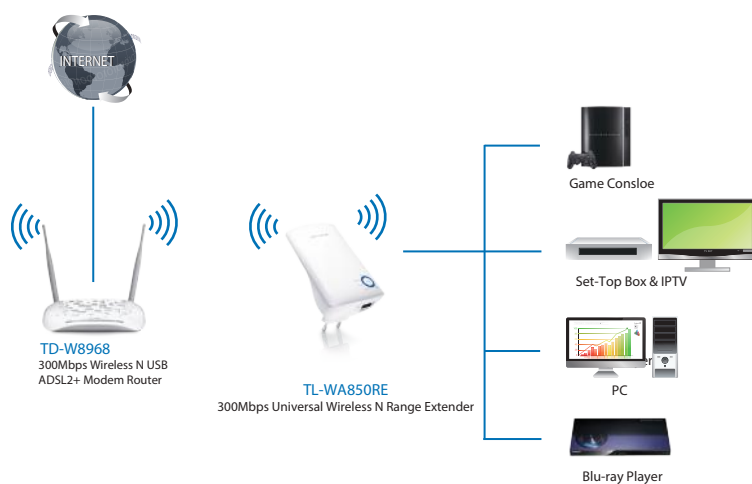 INTERNET
TD-W8968
300Mbps Wireless N USB
ADSL2+ Modem Router
TL-WA850RE
300Mbps Universal Wireless N Range Extender
Game Consloe
Set-Top Box & IPTV
PC
Blu-ray Player